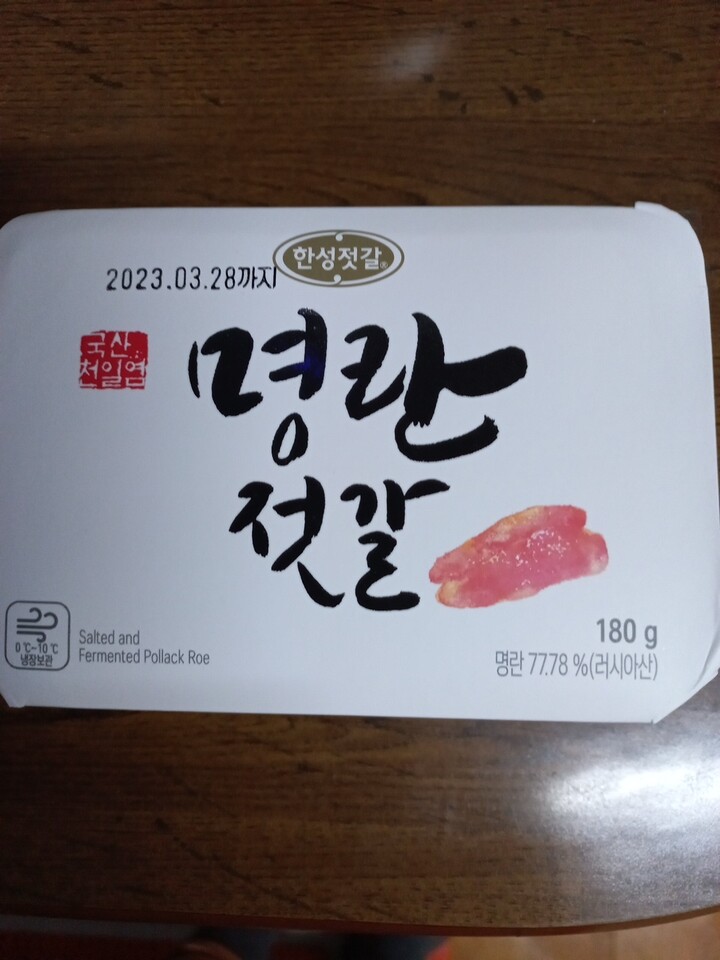 한성젓갈®
2023.03.28까지
국산
천일염
명란
젓갈
0℃~10℃
냉장보관
Salted and
Fermented Pollack Roe
180 g
명란 77.78 %(러시아산)